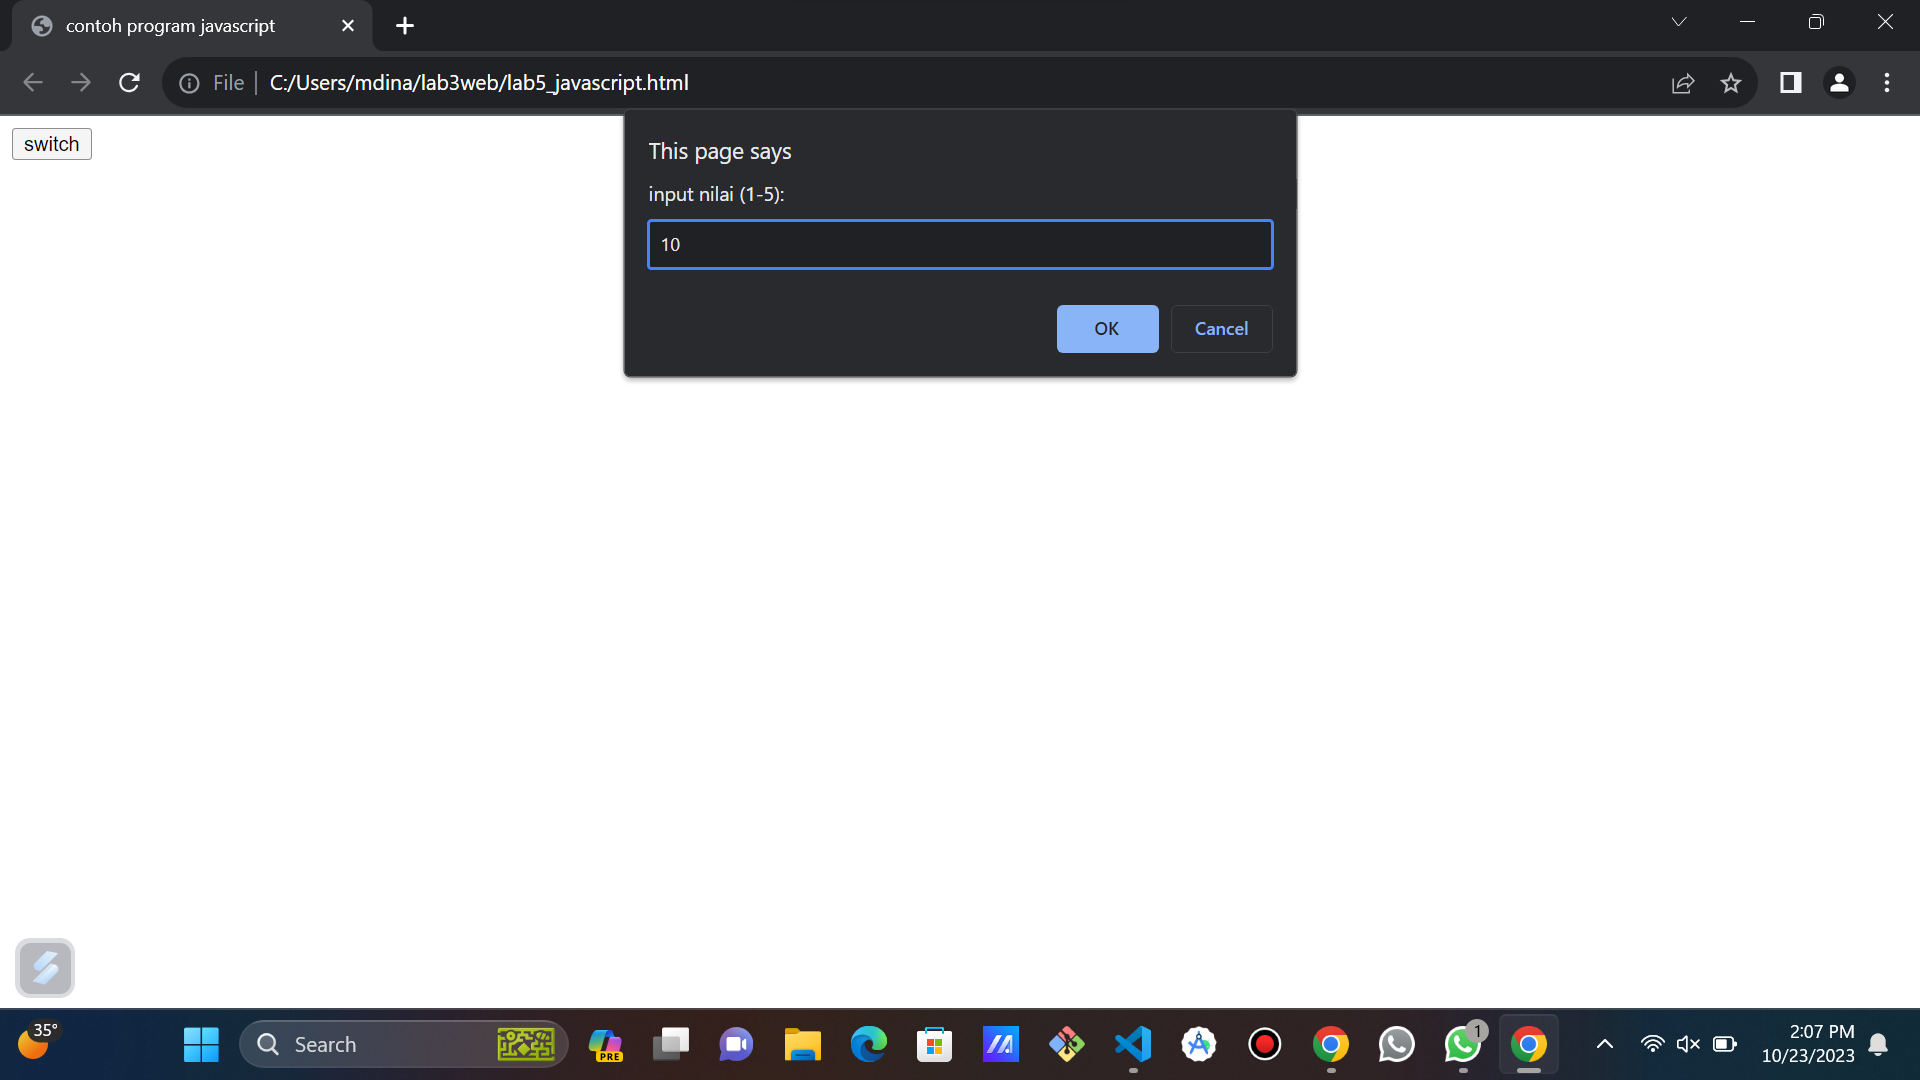 contoh program javascript
File
C:/Users/mdina/lab3web/lab5_javascript.html
switch
This page says
input nilai (1-5):
10
OK
Cancel
35°
Search
PRE
1
2:07 PM
10/23/2023